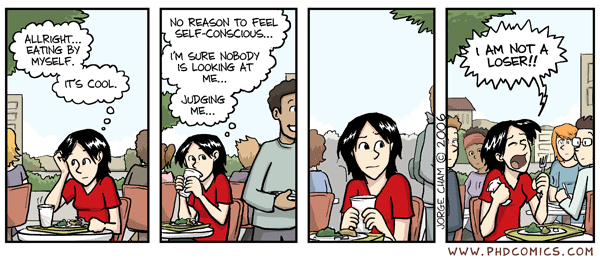 ALLRIGHT...
EATING BY
MYSELF.
IT'S COOL.
NO REASON TO FEEL
SELF-CONSCIOUS...
I'M SURE NOBODY
IS LOOKING AT
ME...
JUDGING
ME...
I AM NOT A
LOSER!!
JORGE CHAM © 2006
WWW.PHDCOMICS.COM